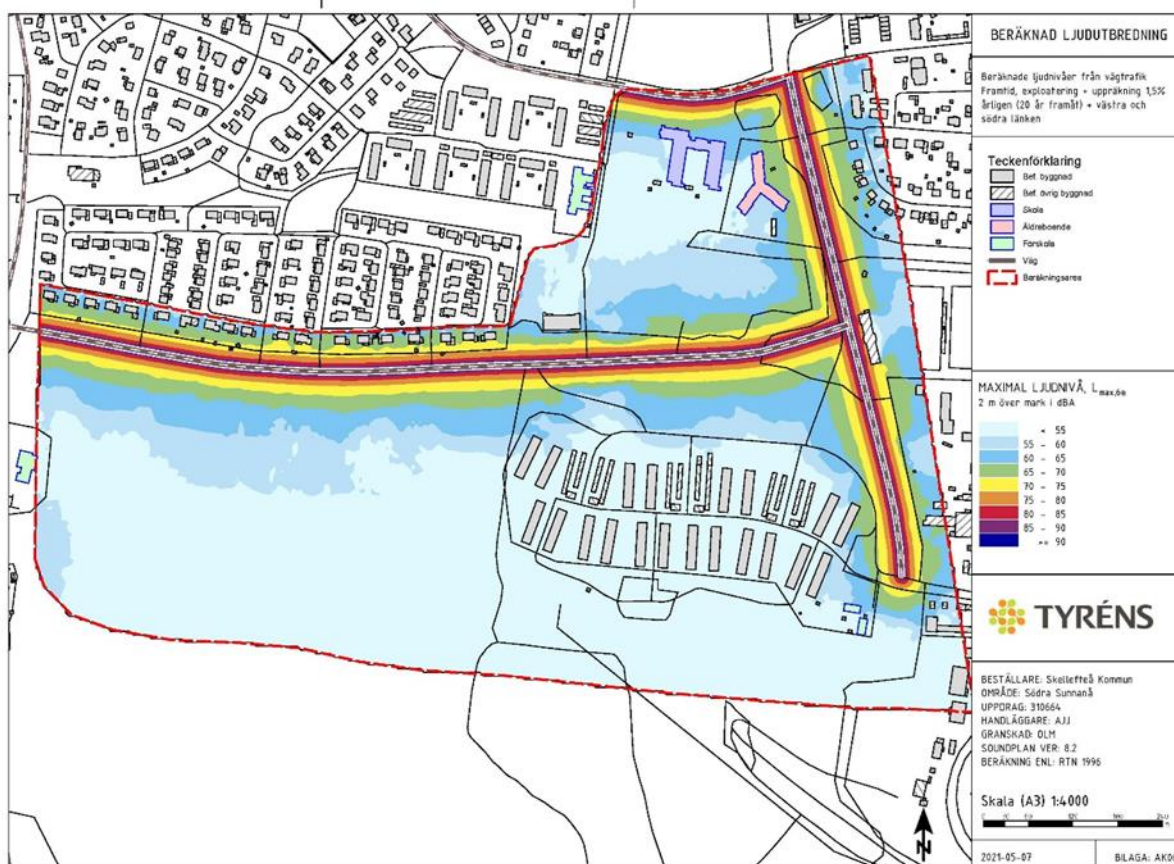 BERÄKNAD LJUDUTBREDNING
Beräknade ljudnivåer från vägtrafik
Framtid, exploatering + uppräkning 1,5%
årligen (20 år framåt) + västra och
södra länken
Teckenförklaring
Bef. byggnad
Bef. övrig byggnad
Skola
Äldreboende
Förskola
Väg
Beräkningsarea
MAXIMAL LJUDNIVÅ,
2 m över mark i dBA
< 55
55 - 60
60 - 65
65 - 70
70 - 75
75 - 80
80 - 85
85 - 90
>= 90
TYRÉNS
BESTÄLLARE: Skellefteå Kommun
OMRÅDE: Södra Sunnanå
UPPDRAG: 310664
HANDLÄGGARE: AJJ
GRANSKAD: OLM
SOUNDPLAN VER: 8.2
BERÄKNING ENL: RTN 1996
Skala (A3) 1:4000
N
2021-05-07
BILAGA: